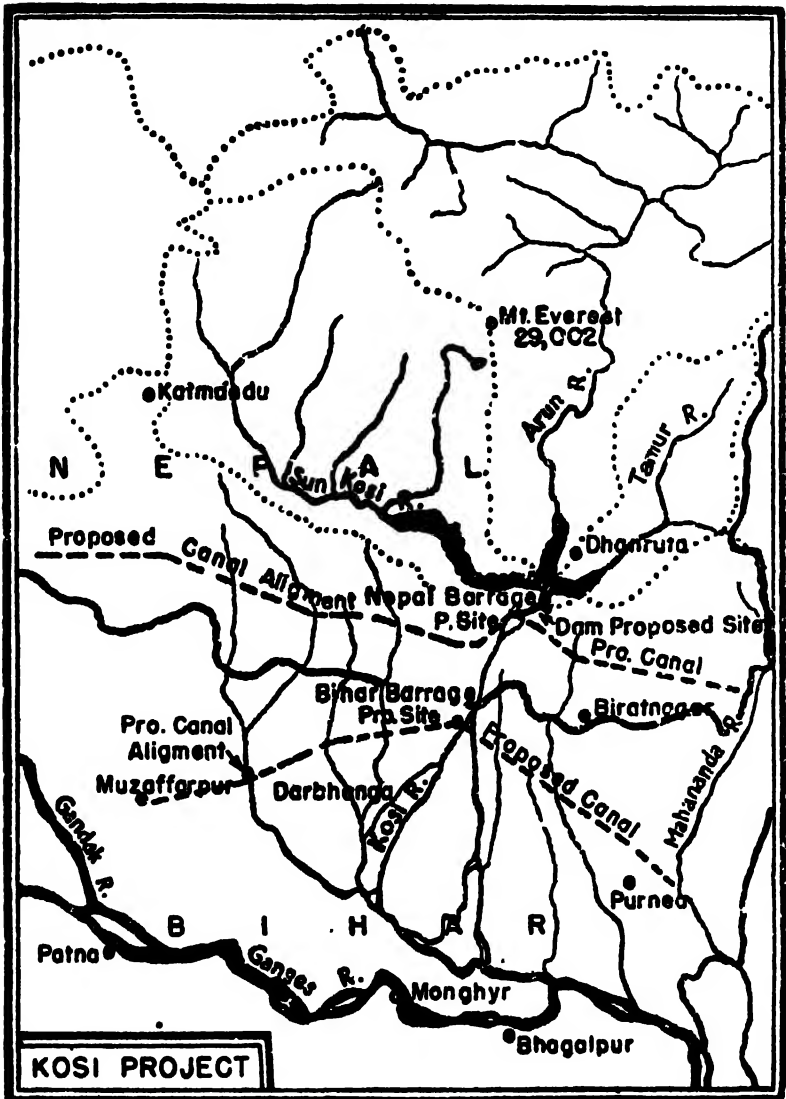 Mt. Everest
29,002
Katmandu
Arun R.
Tamur R.
N E P A L
Sun Kosi R.
Proposed
Canal Aligment
Dhanruta
Nepal Barrage
P. Site
Dam Proposed Site
Pro. Canal
Bihar Barrage
Pro. Site
Biratnager
Pro. Canal
Aligment
Muzaffarpur
Darbhanga
Kosi R.
Proposed Canal
Mahananda R.
Gandak R.
Purnea
B I H A R
Patna
Ganges R.
Monghyr
Bhagalpur
KOSI PROJECT